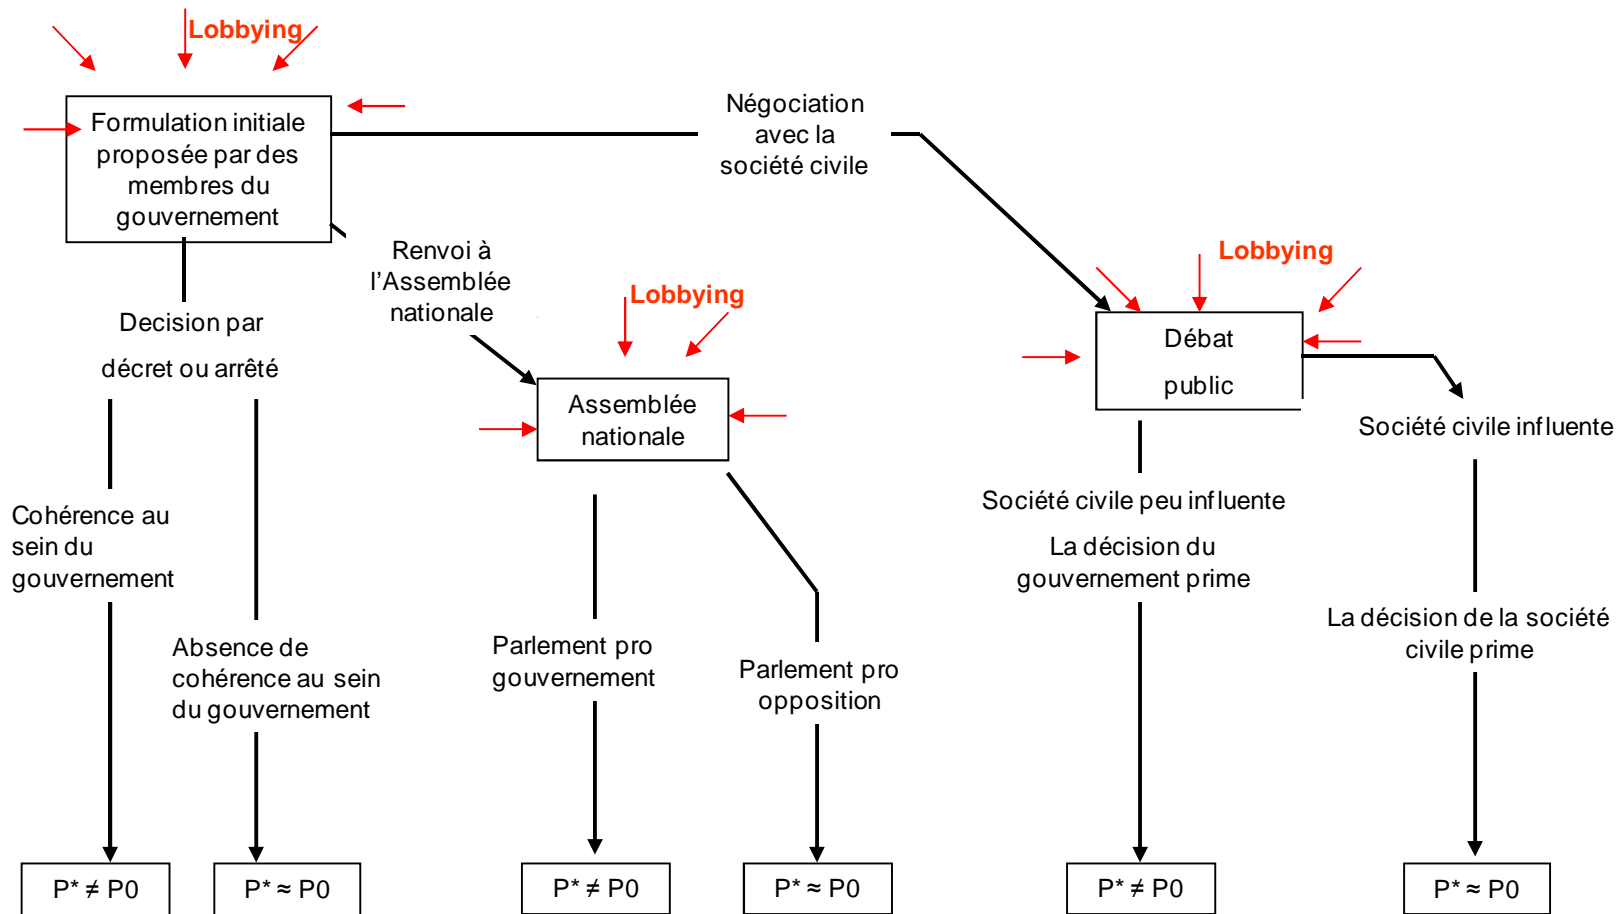 Lobbying
Formulation initiale
proposée par des
membres du
gouvernement
Négociation
avec la
société civile
Renvoi à
l'Assemblée
nationale
Lobbying
Lobbying
Decision par
décret ou arrêté
Assemblée
nationale
Débat
public
Société civile influente
Cohérence au
sein du
gouvernement
Société civile peu influente
La décision du
gouvernement prime
Absence de
cohérence au sein
du gouvernement
Parlement pro
gouvernement
Parlement pro
opposition
La décision de la société
civile prime
P* ≠ P0
P* ≈ P0
P* ≠ P0
P* ≈ P0
P* ≠ P0
P* ≈ P0